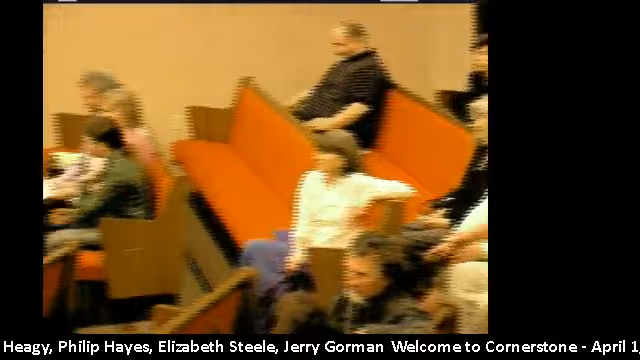 Heagy, Philip Hayes, Elizabeth Steele, Jerry Gorman Welcome to Cornerstone - April 1